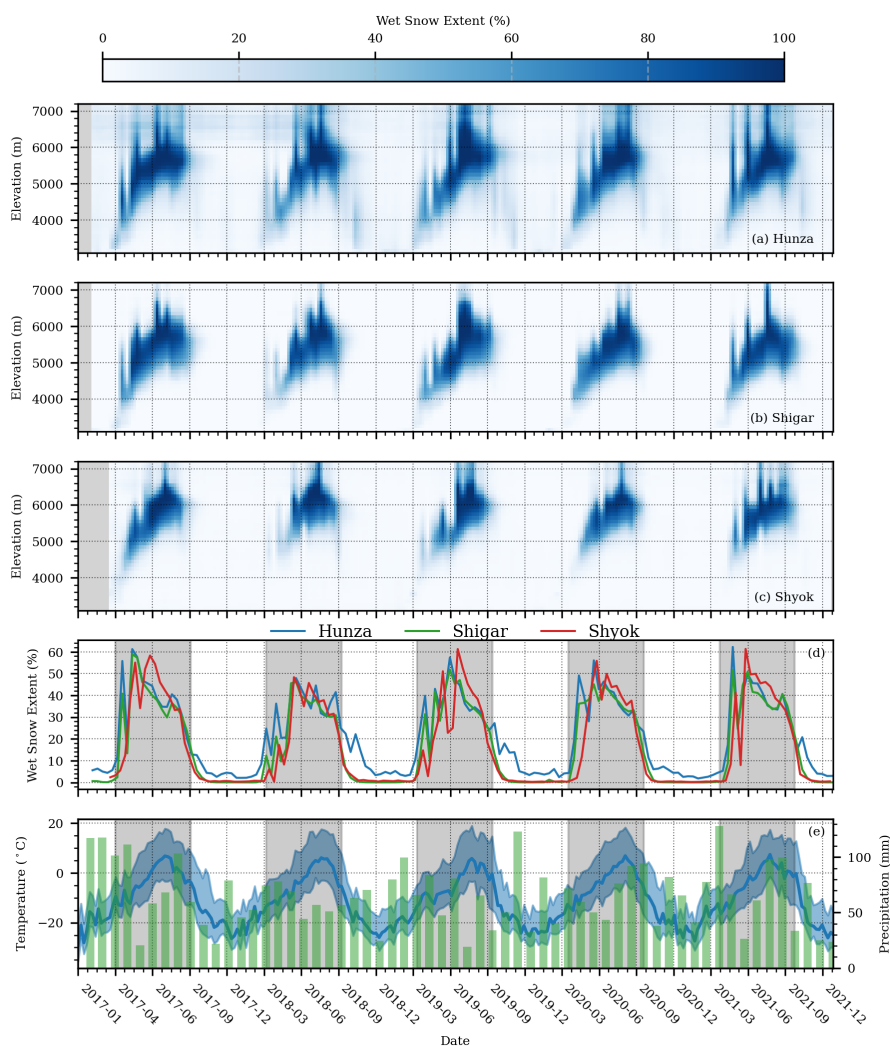 Wet Snow Extent (%)
0 20 40 60 80 100
7000
6000
5000
4000
Elevation (m)
(a) Hunza
7000
6000
5000
4000
Elevation (m)
(b) Shigar
7000
6000
5000
4000
Elevation (m)
(c) Shyok
Hunza Shigar Shyok
60
50
40
30
20
10
0
Wet Snow Extent (%)
(d)
20
0
−20
Temperature (°C)
(e)
100
50
0
Precipitation (mm)
2017-01 2017-04 2017-06 2017-09 2017-12 2018-03 2018-06 2018-09 2018-12 2019-03 2019-06 2019-09 2019-12 2020-03 2020-06 2020-09 2020-12 2021-03 2021-06 2021-09 2021-12
Date